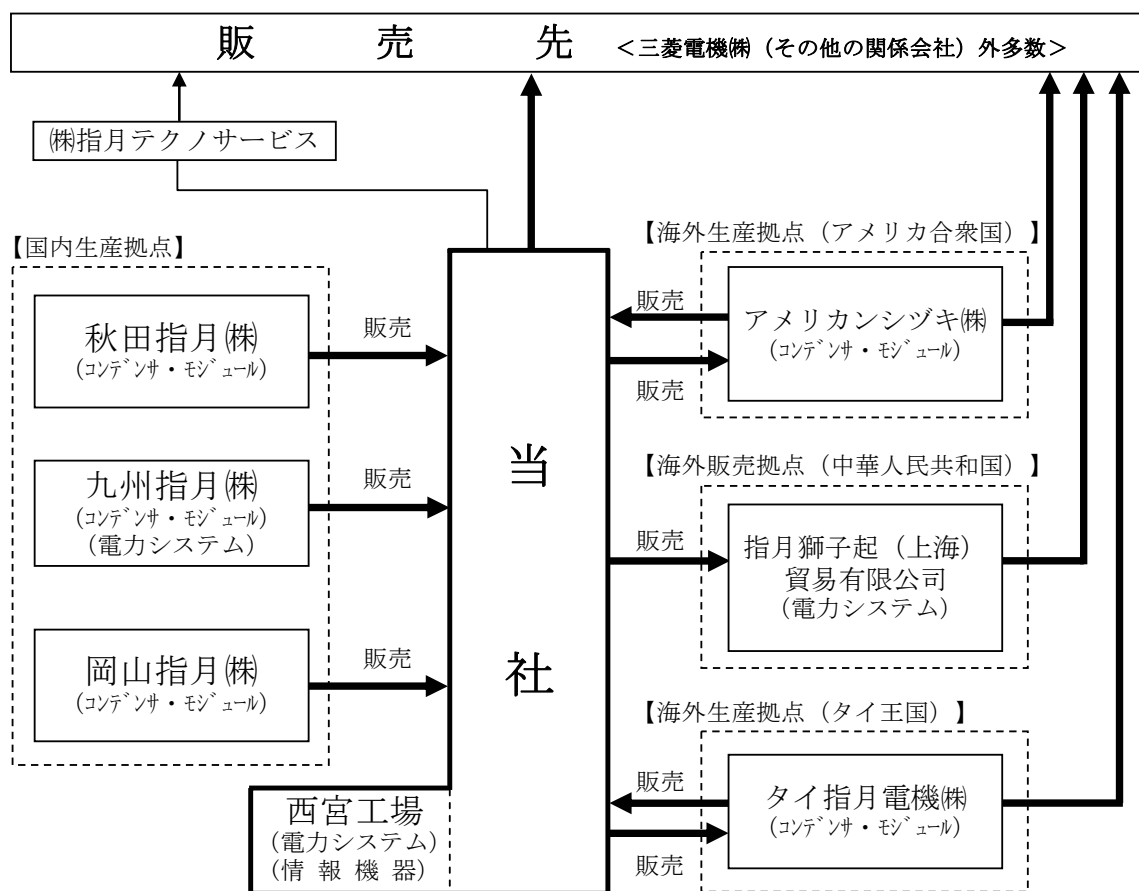 販 売 先 <三菱電機㈱（その他の関係会社）外多数>
㈱指月テクノサービス
【国内生産拠点】
秋田指月㈱
(ｺﾝﾃﾞﾝｻ・ﾓｼﾞｭｰﾙ)
販売
九州指月㈱
(ｺﾝﾃﾞﾝｻ・ﾓｼﾞｭｰﾙ)
(電力システム)
販売
岡山指月㈱
(ｺﾝﾃﾞﾝｻ・ﾓｼﾞｭｰﾙ)
販売
当
社
西宮工場
(電力システム)
(情 報 機 器)
【海外生産拠点（アメリカ合衆国）】
販売
アメリカンシヅキ㈱
(ｺﾝﾃﾞﾝｻ・ﾓｼﾞｭｰﾙ)
販売
【海外販売拠点（中華人民共和国）】
販売
指月獅子起（上海）
貿易有限公司
(電力システム)
【海外生産拠点（タイ王国）】
販売
タイ指月電機㈱
(ｺﾝﾃﾞﾝｻ・ﾓｼﾞｭｰﾙ)
販売